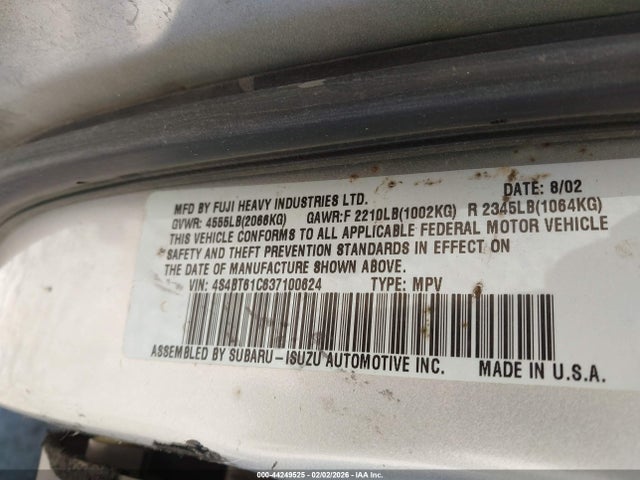 MFD BY FUJI HEAVY INDUSTRIES LTD. DATE: 8/02
GVWR: 4555LB(2066KG) GAWR:F 2210LB(1002KG) R 2345LB(1064KG)
THIS VEHICLE CONFORMS TO ALL APPLICABLE FEDERAL MOTOR VEHICLE
SAFETY AND THEFT PREVENTION STANDARDS IN EFFECT ON
THE DATE OF MANUFACTURE SHOWN ABOVE.
VIN: 4S4BT61C637100624 TYPE: MPV
ASSEMBLED BY SUBARU-ISUZU AUTOMOTIVE INC. MADE IN U.S.A.
000-44249525 - 02/02/2026 - IAA Inc.